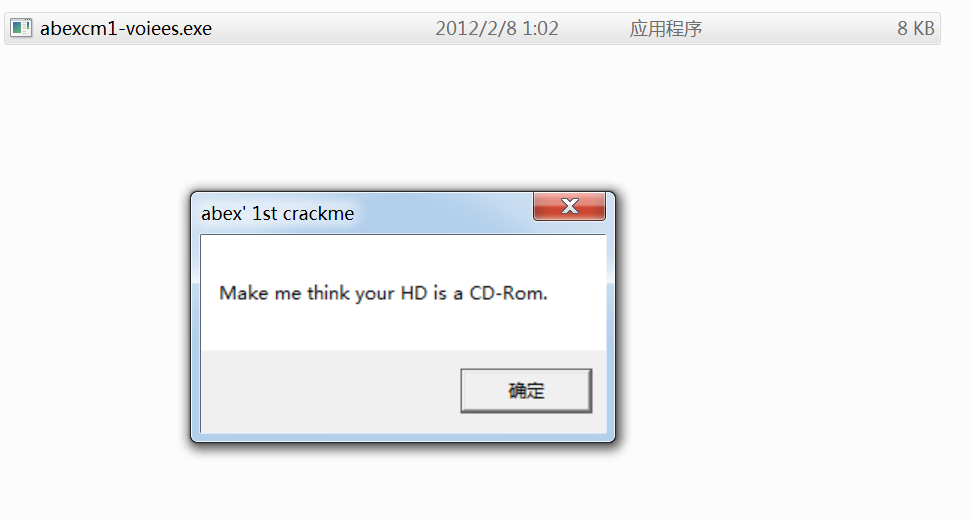 abexcm1-voiees.exe 2012/2/8 1:02 应用程序 8 KB
abex' 1st crackme
Make me think your HD is a CD-Rom.
确定